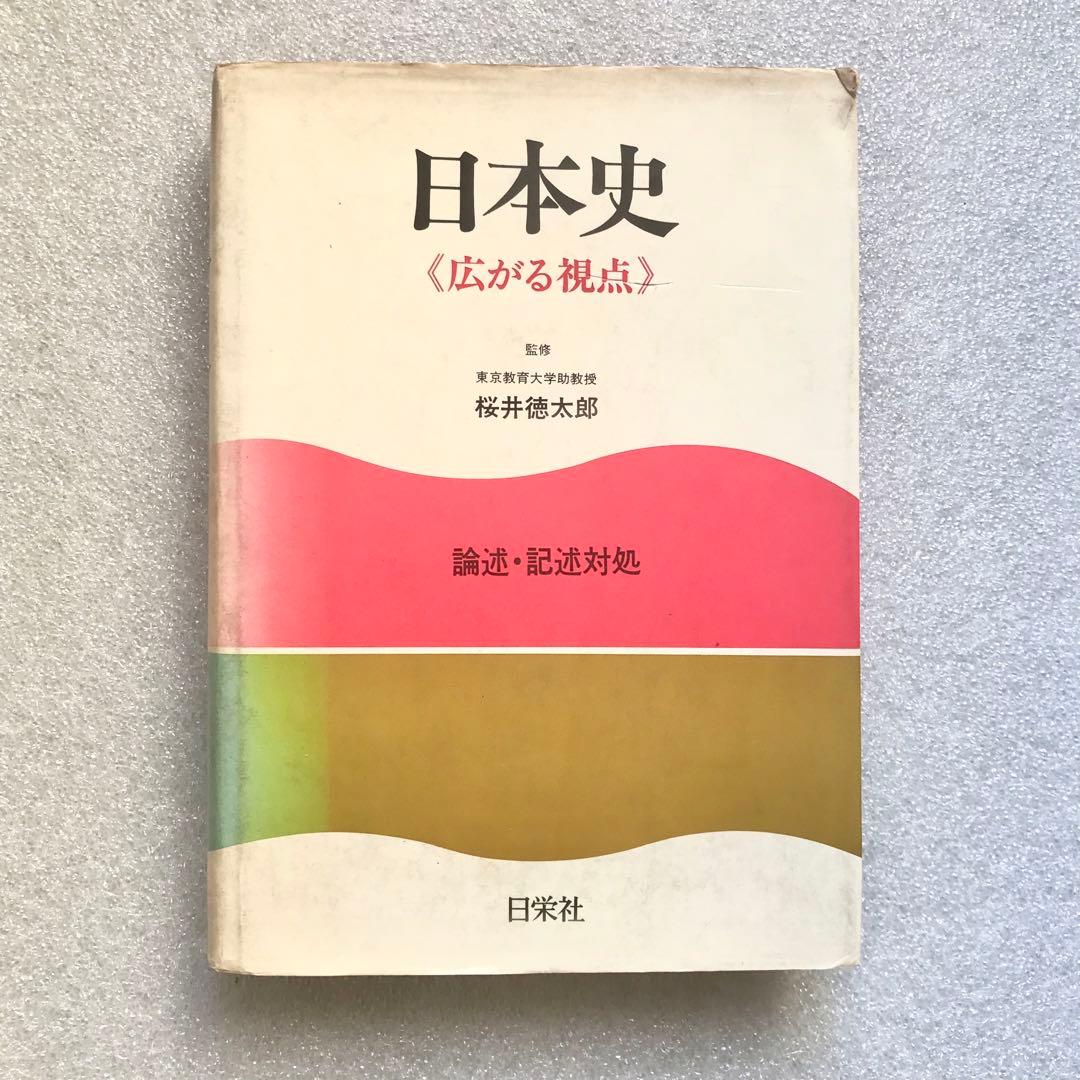 日本史
《広がる視点》
監修
東京教育大学助教授
桜井徳太郎
論述・記述対処
日栄社